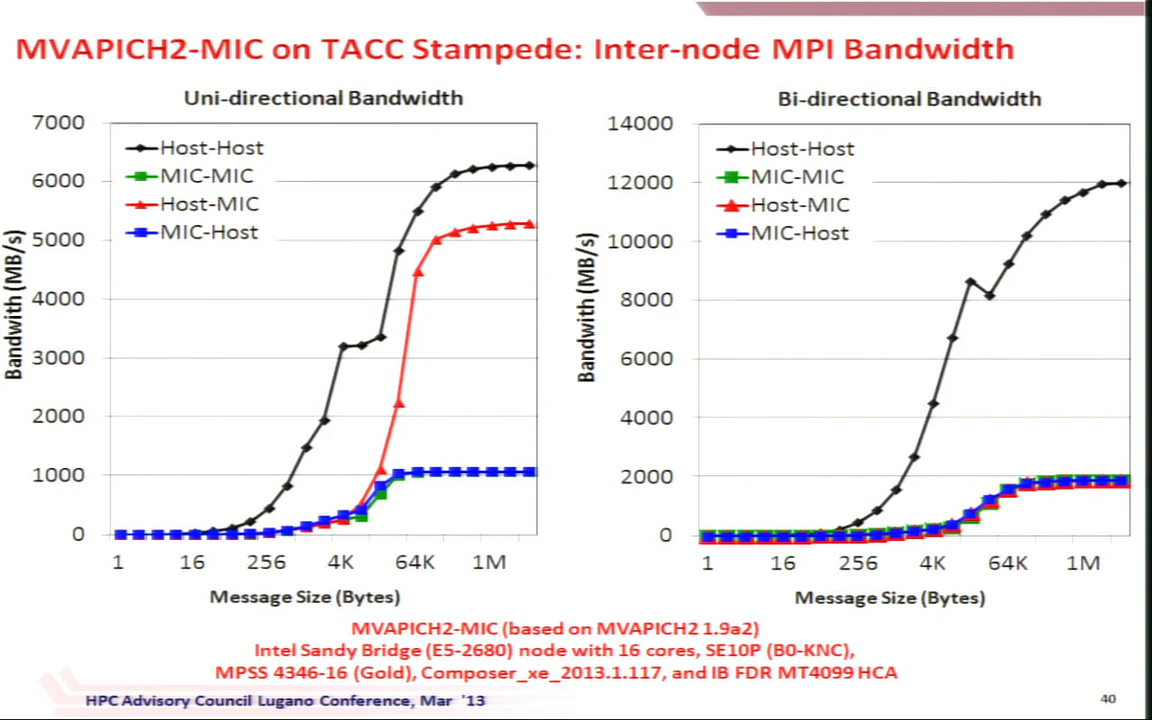 MVAPICH2-MIC on TACC Stampede: Inter-node MPI Bandwidth
Uni-directional Bandwidth
7000
6000
5000
4000
3000
2000
1000
0
Bandwith (MB/s)
Host-Host
MIC-MIC
Host-MIC
MIC-Host
1 16 256 4K 64K 1M
Message Size (Bytes)
Bi-directional Bandwidth
14000
12000
10000
8000
6000
4000
2000
0
Bandwith (MB/s)
Host-Host
MIC-MIC
Host-MIC
MIC-Host
1 16 256 4K 64K 1M
Message Size (Bytes)
MVAPICH2-MIC (based on MVAPICH2 1.9a2)
Intel Sandy Bridge (E5-2680) node with 16 cores, SE10P (B0-KNC),
MPSS 4346-16 (Gold), Composer_xe_2013.1.117, and IB FDR MT4099 HCA
HPC Advisory Council Lugano Conference, Mar '13
40